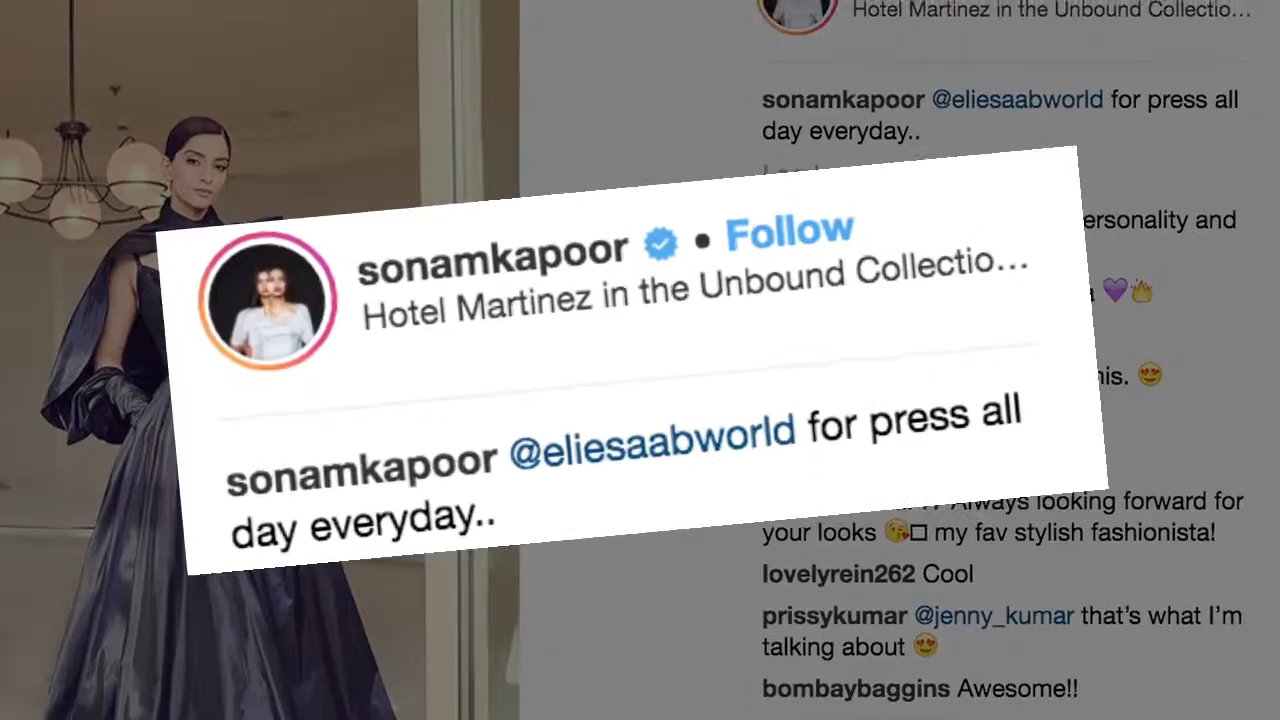 Hotel Martinez in the Unbound Collectio...
sonamkapoor @eliesaabworld for press all
day everyday..
sonamkapoor • Follow
Hotel Martinez in the Unbound Collectio...
sonamkapoor @eliesaabworld for press all
day everyday..
ersonality and
💜🔥
his. 😍
Always looking forward for
your looks 😘□ my fav stylish fashionista!
lovelyrein262 Cool
prissykumar @jenny_kumar that's what I'm
talking about 😍
bombaybaggins Awesome!!